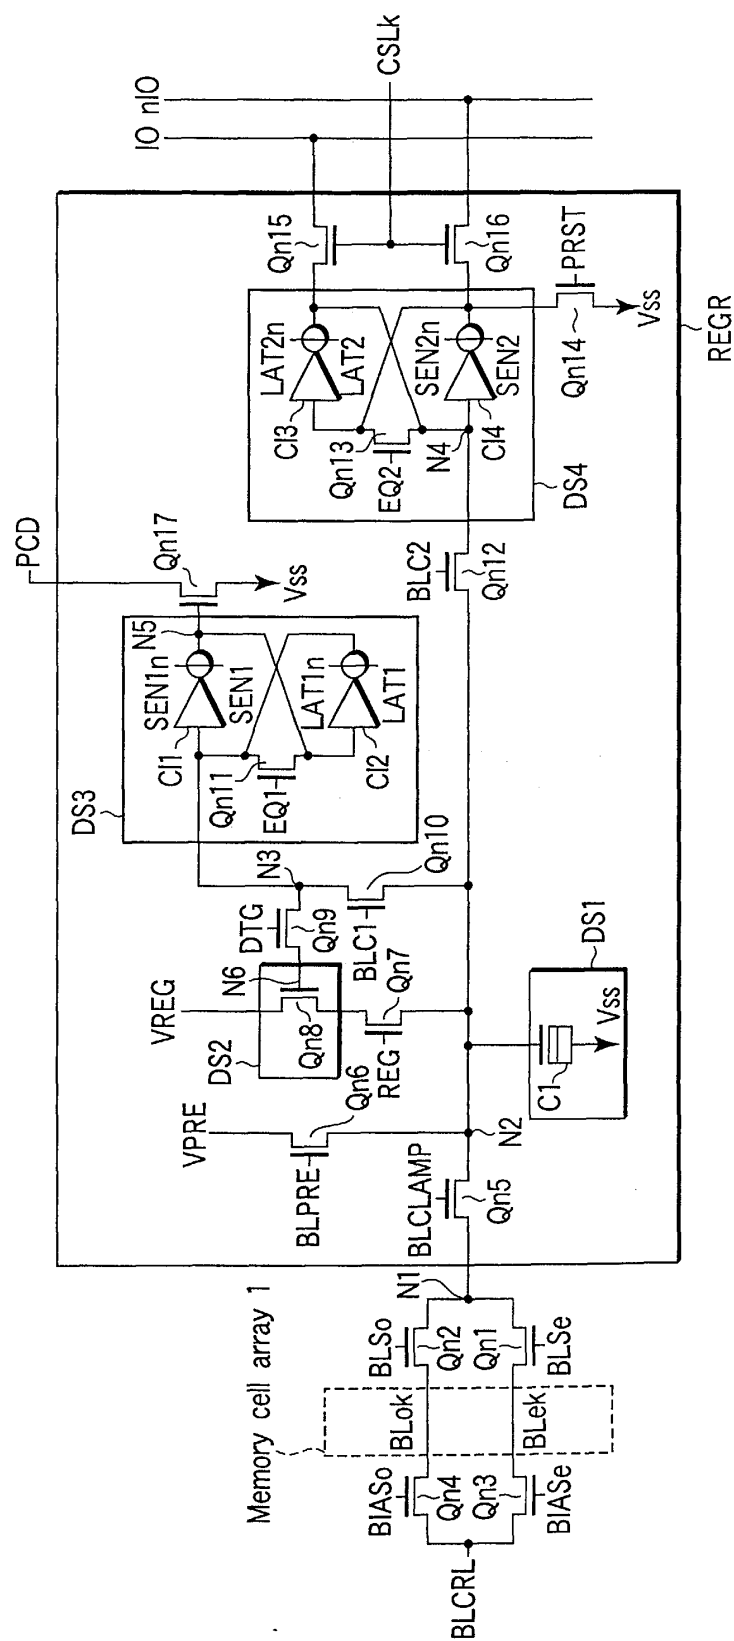 IO
nIO
CSLk
Qn15
Qn16
PRST
Vss
Qn14
REGR
LAT2n
LAT2
SEN2n
SEN2
CI3
CI4
Qn13
EQ2
N4
DS4
PCD
Qn17
Vss
BLC2
Qn12
N5
SEN1n
SEN1
LAT1n
LAT1
CI1
CI2
Qn11
EQ1
DS3
N3
DTG
Qn9
BLC1
Qn10
VREG
N6
DS2
Qn8
REG
Qn7
DS1
C1
Vss
VPRE
BLPRE
Qn6
N2
BLCLAMP
Qn5
N1
Memory cell array 1
BLSo
Qn2
Qn1
BLSe
BLok
BLek
BIASo
Qn4
Qn3
BIASe
BLCRL